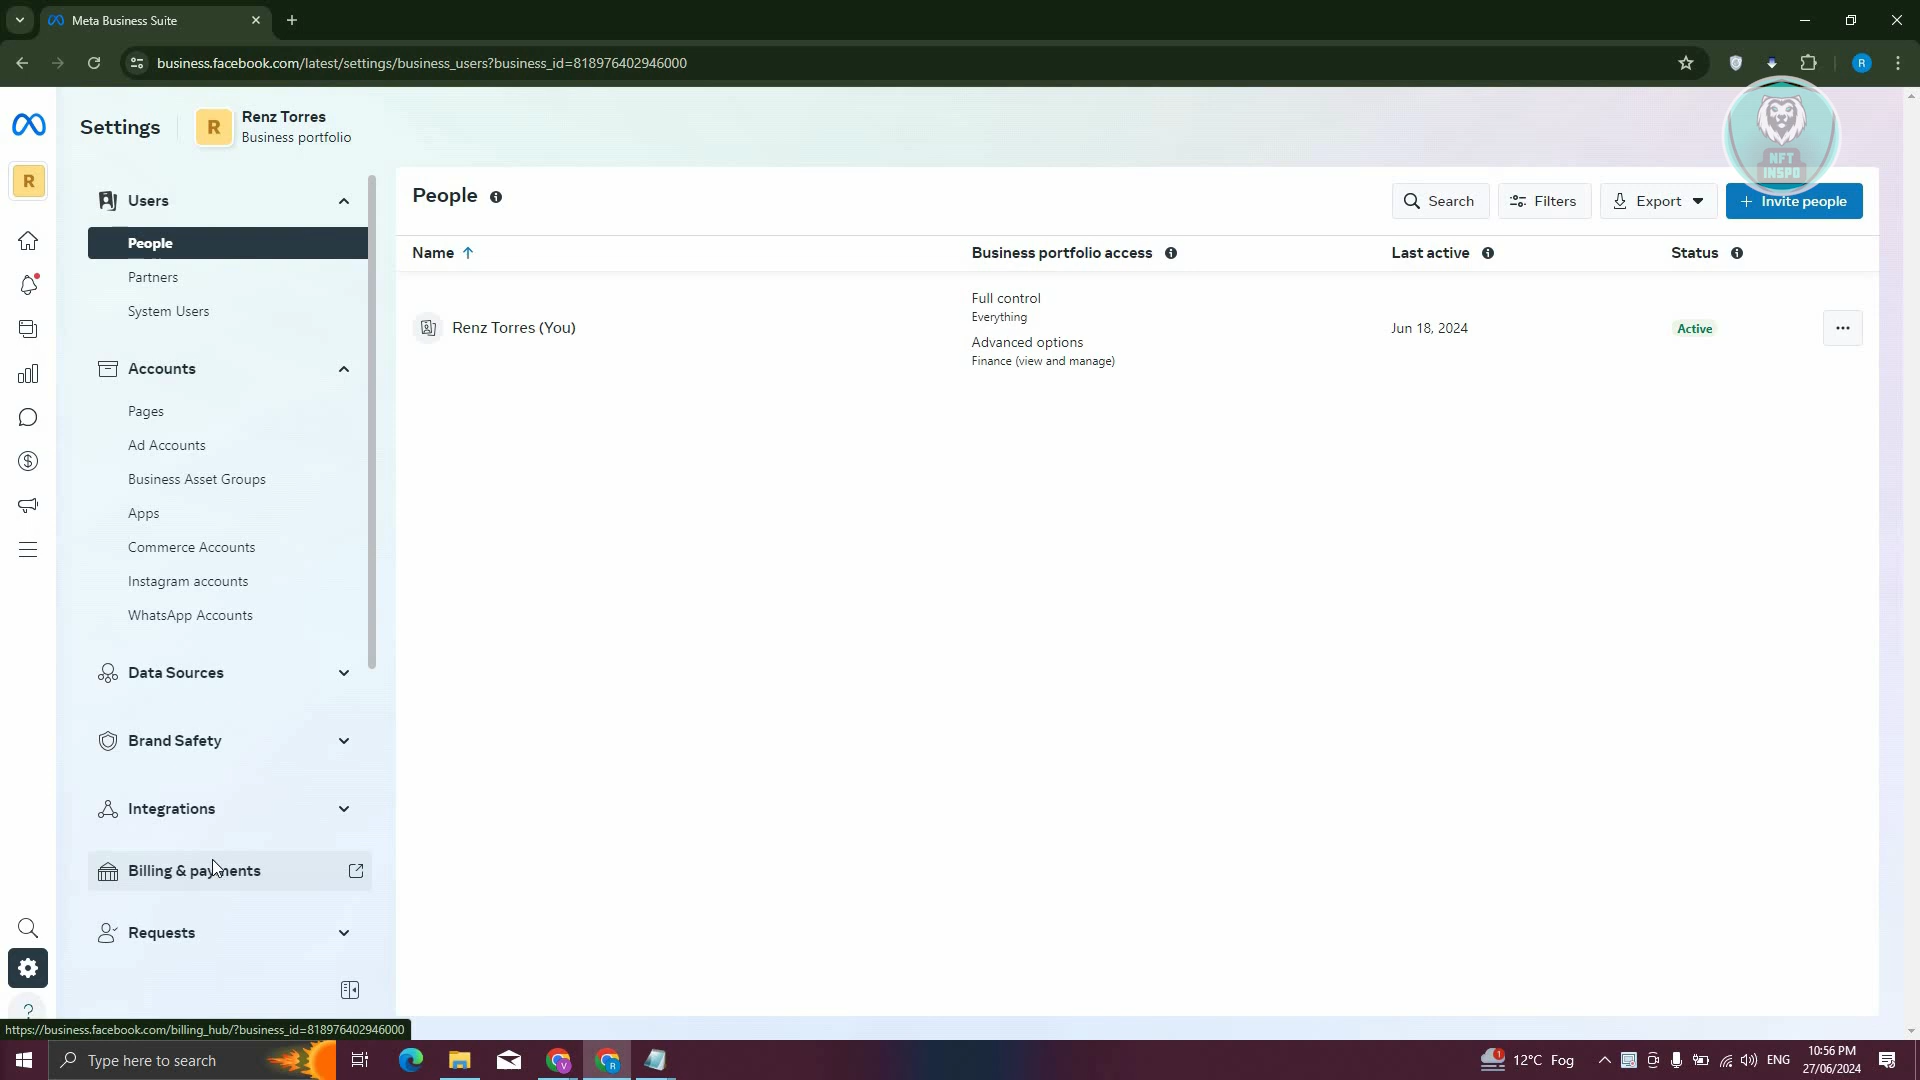 Meta Business Suite
business.facebook.com/latest/settings/business_users?business_id=818976402946000
R
Settings
R
Renz Torres
Business portfolio
NFT
INSPO
R
Users
People
Partners
System Users
Accounts
Pages
Ad Accounts
Business Asset Groups
Apps
Commerce Accounts
Instagram accounts
WhatsApp Accounts
Data Sources
Brand Safety
Integrations
Billing & payments
Requests
People
Search
Filters
Export
+ Invite people
Name
Business portfolio access
Last active
Status
Renz Torres (You)
Full control
Everything
Advanced options
Finance (view and manage)
Jun 18, 2024
Active
https://business.facebook.com/billing_hub/?business_id=818976402946000
Type here to search
V
R
1
12°C Fog
ENG
10:56 PM
27/06/2024